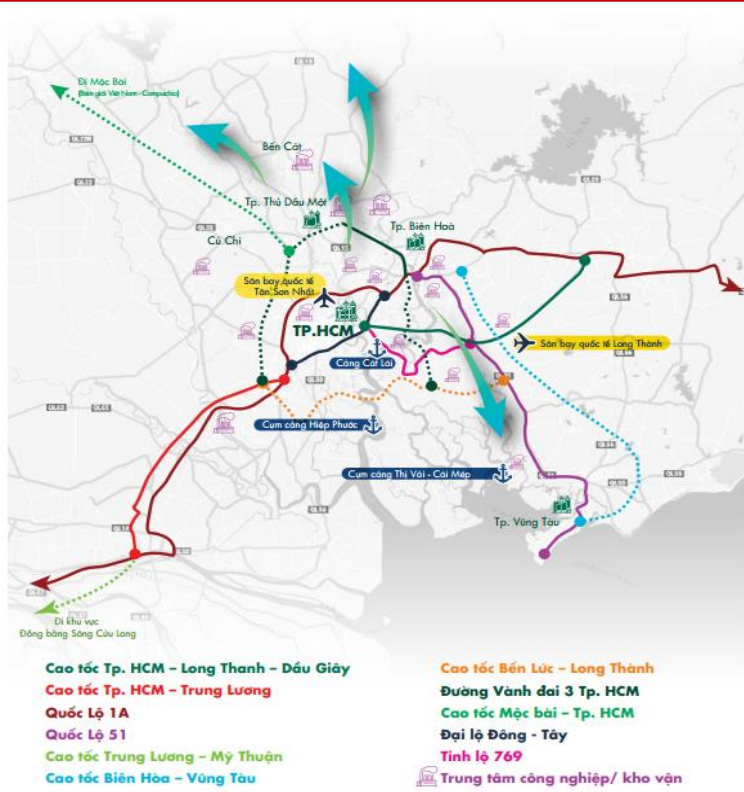 Đi Mộc Bài
(Biên giới Việt Nam - Campuchia)
Bến Cát
Tp. Thủ Dầu Một
Tp. Biên Hoà
Củ Chi
Sân bay quốc tế
Tân Sơn Nhất
TP.HCM
Sân bay quốc tế Long Thành
Cảng Cát Lái
Cụm cảng Hiệp Phước
Cụm cảng Thị Vải - Cái Mép
Tp. Vũng Tàu
Đi khu vực
Đồng bằng Sông Cửu Long
Cao tốc Tp. HCM – Long Thanh – Dầu Giây
Cao tốc Tp. HCM – Trung Lương
Quốc Lộ 1A
Quốc Lộ 51
Cao tốc Trung Lương – Mỹ Thuận
Cao tốc Biên Hòa – Vũng Tàu
Cao tốc Bến Lức – Long Thành
Đường Vành đai 3 Tp. HCM
Cao tốc Mộc bài – Tp. HCM
Đại lộ Đông - Tây
Tỉnh lộ 769
Trung tâm công nghiệp/ kho vận